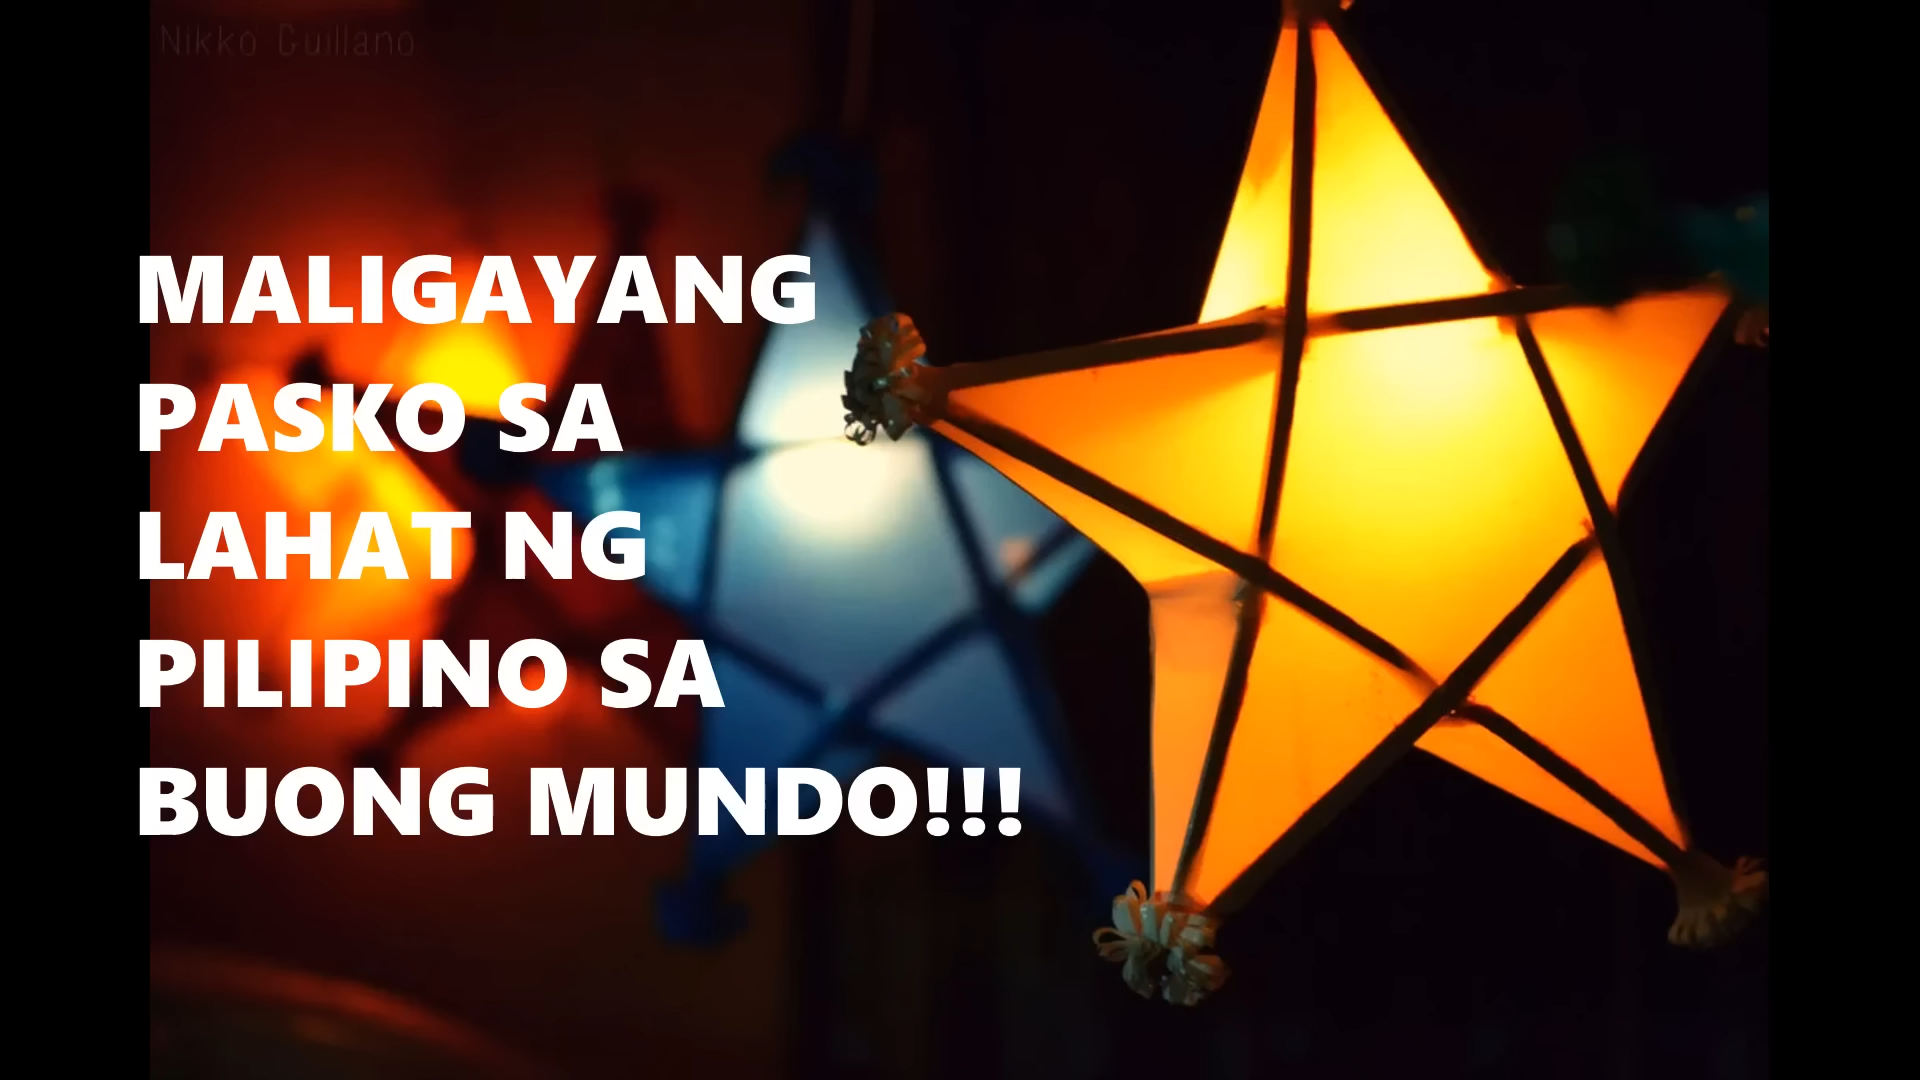 Nikko Guillano
MALIGAYANG
PASKO SA
LAHAT NG
PILIPINO SA
BUONG MUNDO!!!